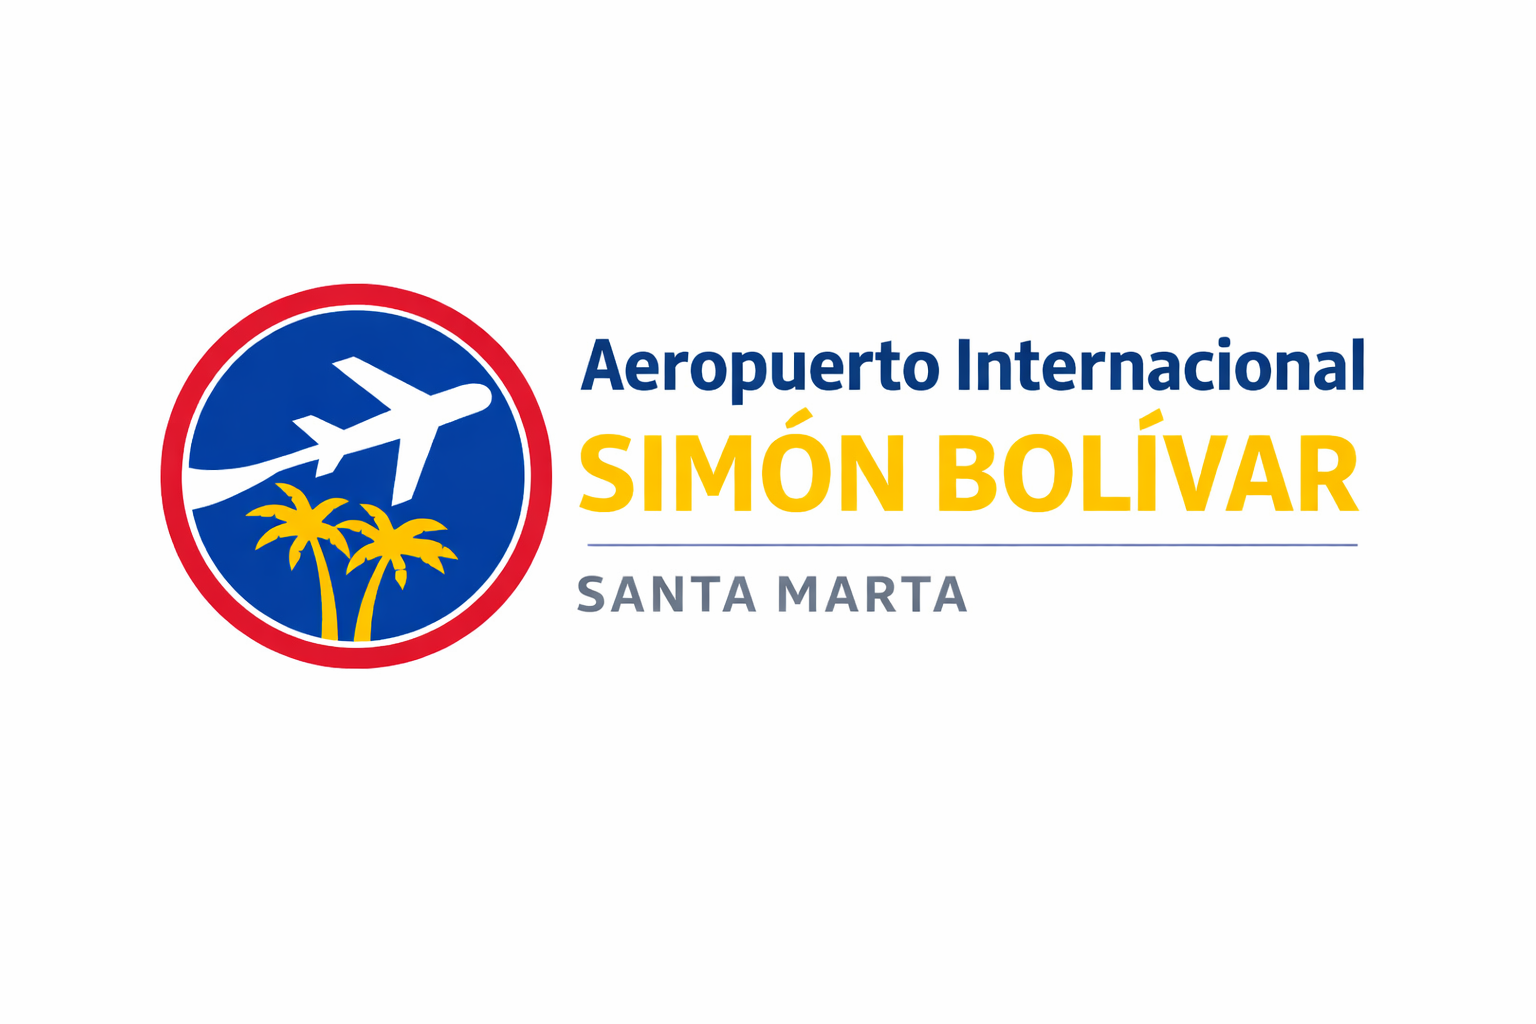 Aeropuerto Internacional
SIMÓN BOLÍVAR
SANTA MARTA